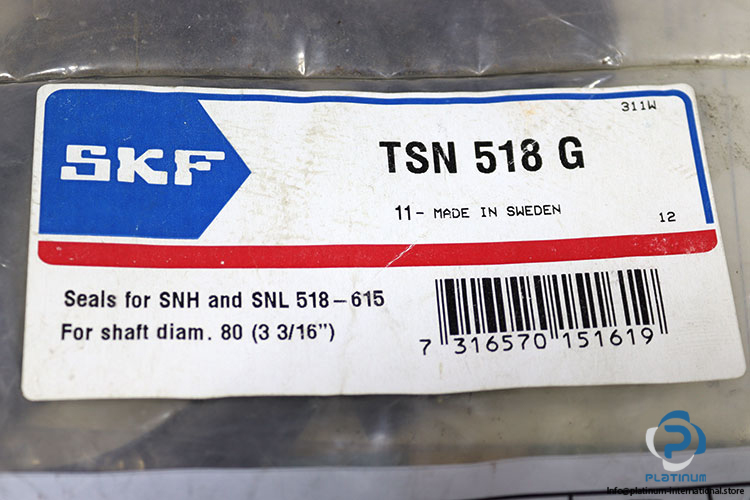 311W
SKF
TSN 518 G
11- MADE IN SWEDEN
12
Seals for SNH and SNL 518-615
For shaft diam. 80 (3 3/16")
7 316570 151619
PLATINUM
info@platinum-international.store